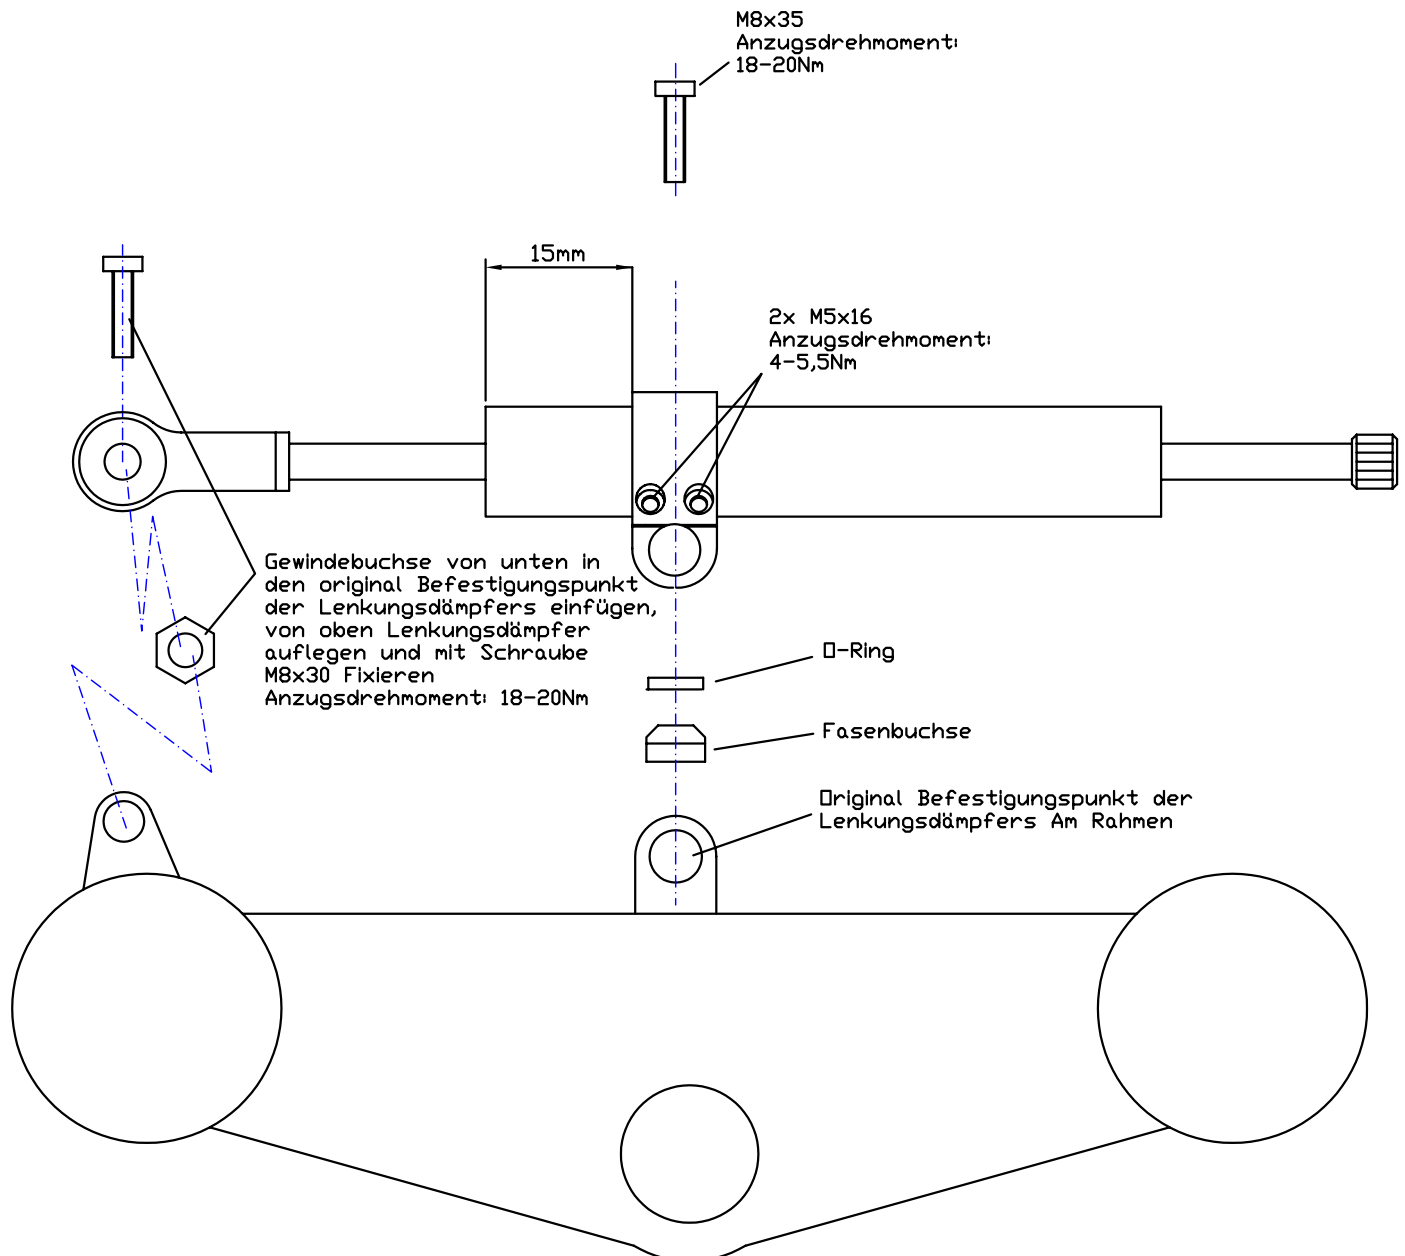 M8x35
Anzugsdrehmoment:
18-20Nm
15mm
2x M5x16
Anzugsdrehmoment:
4-5,5Nm
Gewindebuchse von unten in
den original Befestigungspunkt
der Lenkungsdämpfers einfügen,
von oben Lenkungsdämpfer
auflegen und mit Schraube
M8x30 Fixieren
Anzugsdrehmoment: 18-20Nm
O-Ring
Fasenbuchse
Original Befestigungspunkt der
Lenkungsdämpfers Am Rahmen